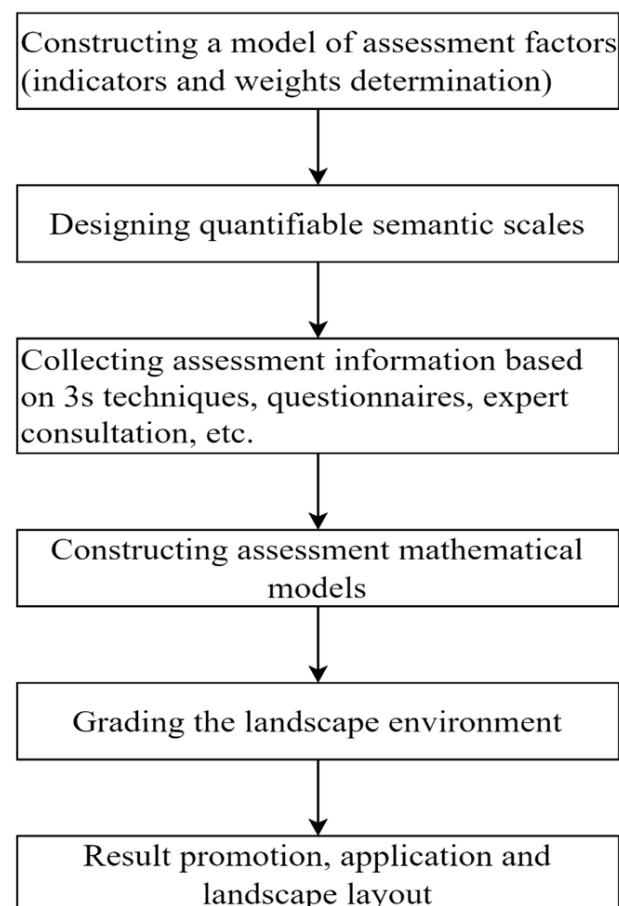 Constructing a model of assessment factors
(indicators and weights determination)
Designing quantifiable semantic scales
Collecting assessment information based
on 3s techniques, questionnaires, expert
consultation, etc.
Constructing assessment mathematical
models
Grading the landscape environment
Result promotion, application and
landscape layout